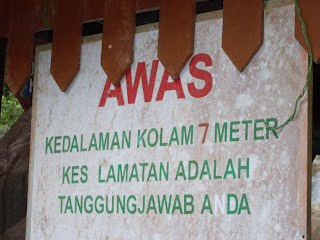 AWAS
KEDALAMAN KOLAM 7 METER
KES LAMATAN ADALAH
TANGGUNGJAWAB ANDA